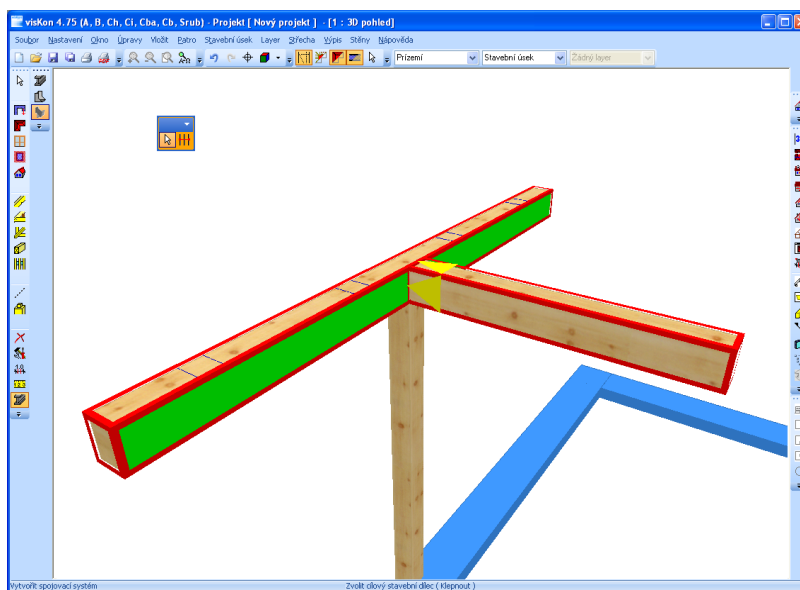 visKon 4.75 (A, B, Ch, Ci, Cba, Cb, Srub) - Projekt [ Nový projekt ] - [1 : 3D pohled]
Soubor Nastavení Okno Úpravy Vložit Patro Stavební úsek Layer Střecha Výpis Stěny Nápověda
Prízemí Stavební úsek Žádný layer
Vytvořit spojovací systém Zvolit cílový stavební dílec ( Klepnout )